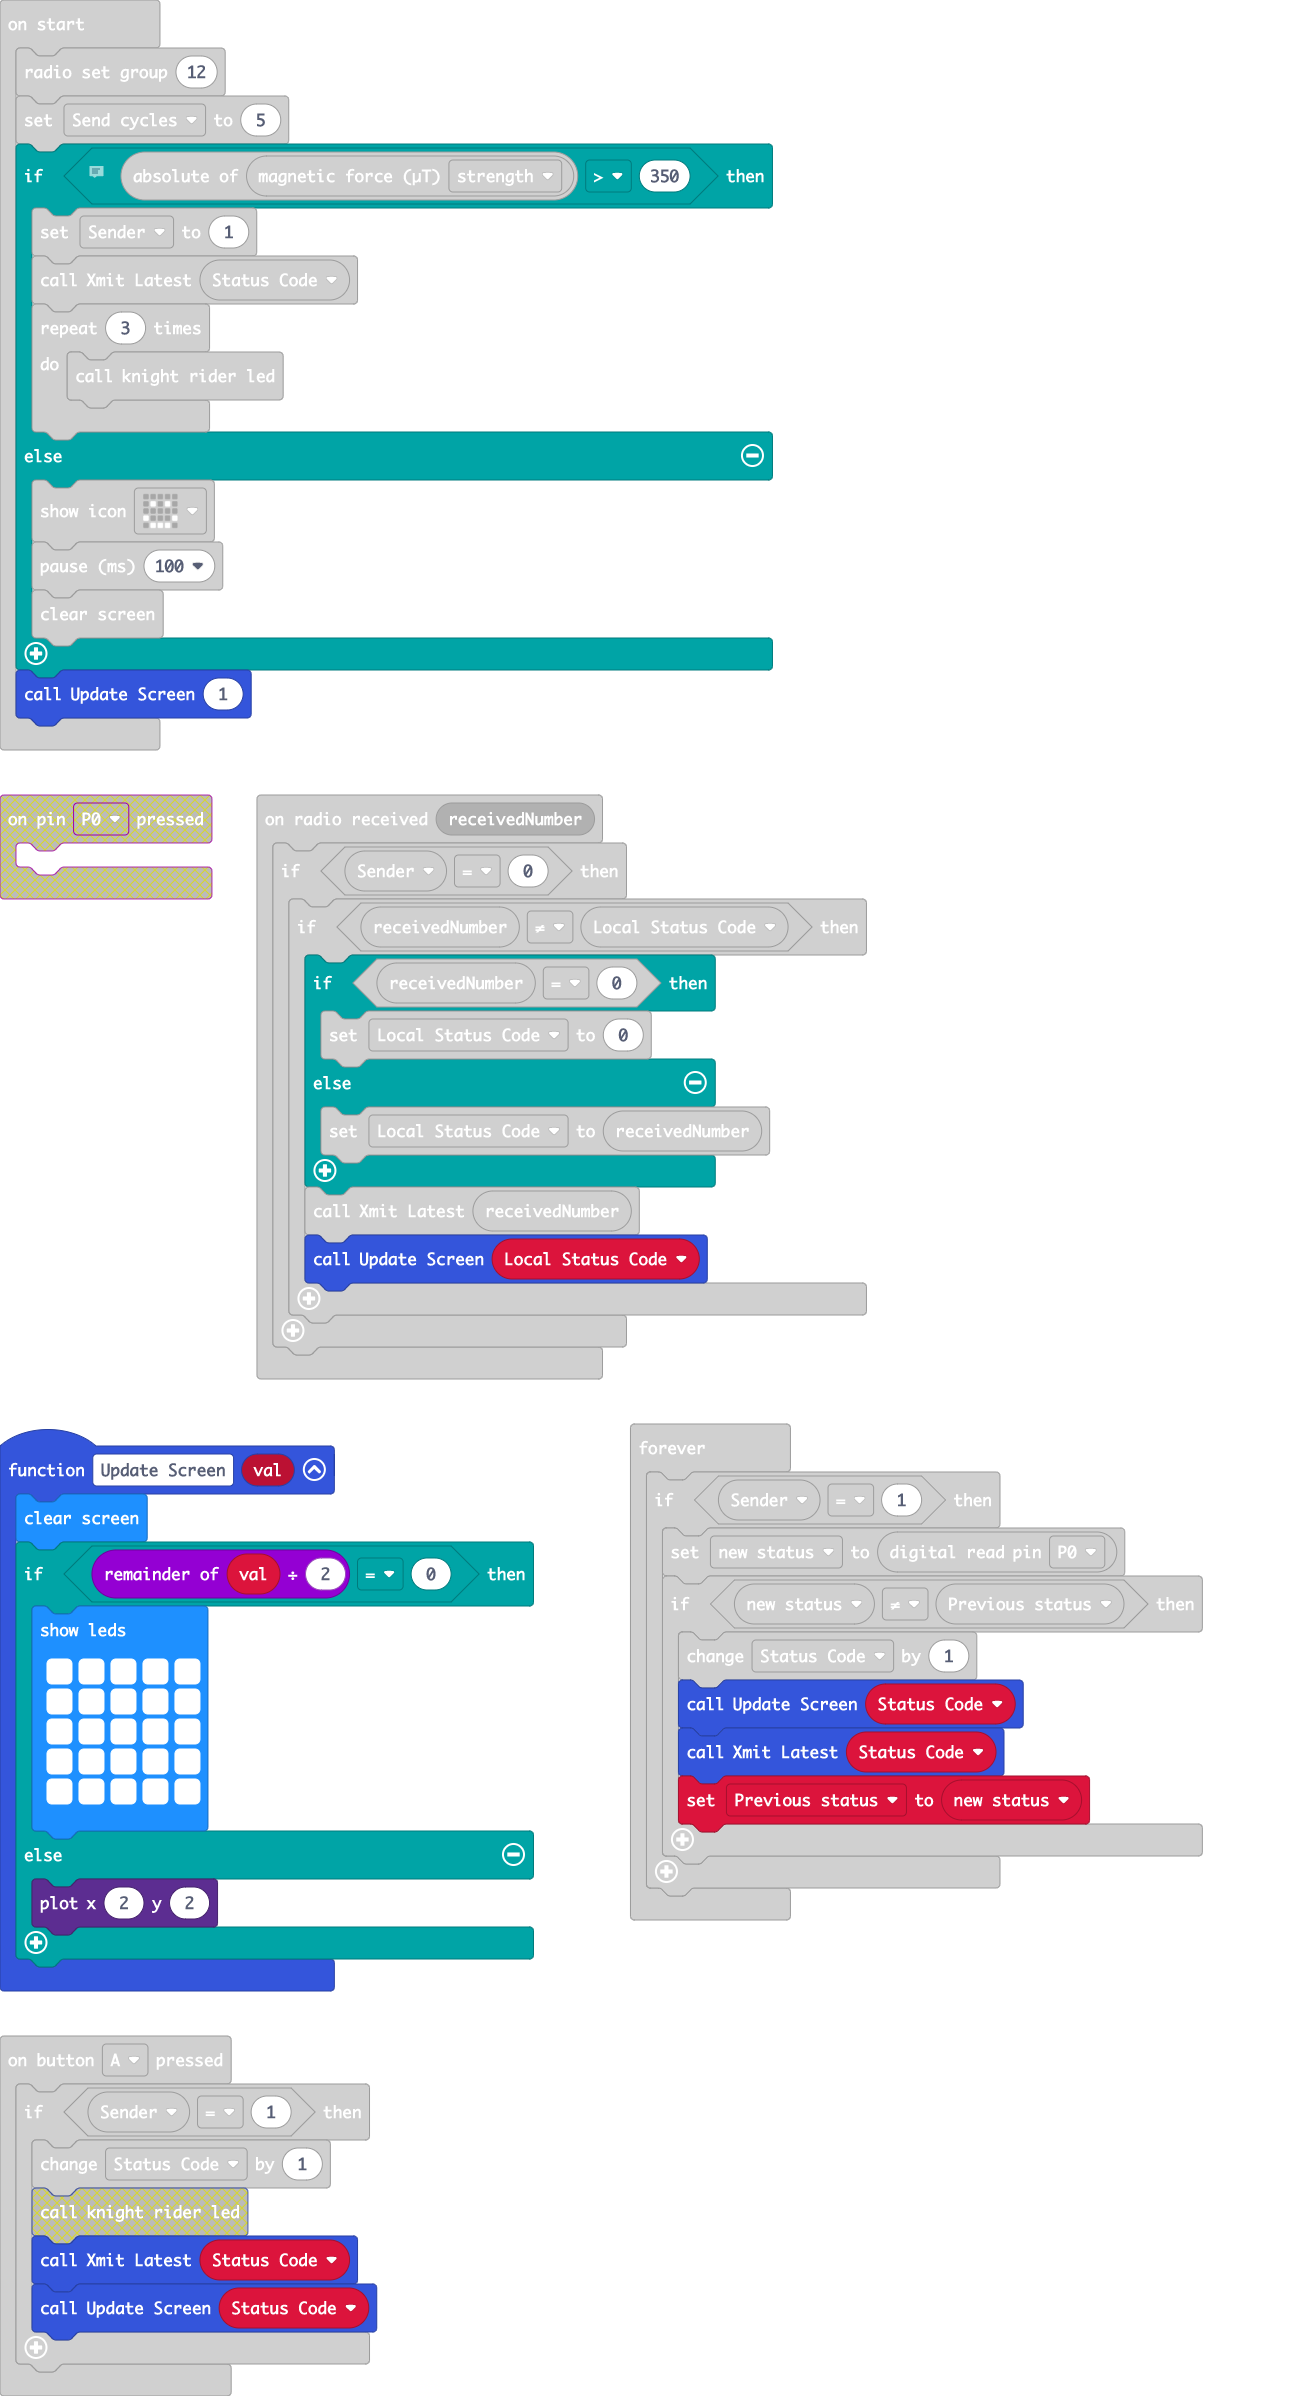 on start
radio set group 12
set Send cycles to 5
if absolute of magnetic force (µT) strength > 350 then
set Sender to 1
call Xmit Latest Status Code
repeat 3 times
do
call knight rider led
else
show icon
pause (ms) 100
clear screen
call Update Screen 1
on pin P0 pressed
on radio received receivedNumber
if Sender = 0 then
if receivedNumber ≠ Local Status Code then
if receivedNumber = 0 then
set Local Status Code to 0
else
set Local Status Code to receivedNumber
call Xmit Latest receivedNumber
call Update Screen Local Status Code
function Update Screen val
clear screen
if remainder of val ÷ 2 = 0 then
show leds
else
plot x 2 y 2
forever
if Sender = 1 then
set new status to digital read pin P0
if new status ≠ Previous status then
change Status Code by 1
call Update Screen Status Code
call Xmit Latest Status Code
set Previous status to new status
on button A pressed
if Sender = 1 then
change Status Code by 1
call knight rider led
call Xmit Latest Status Code
call Update Screen Status Code